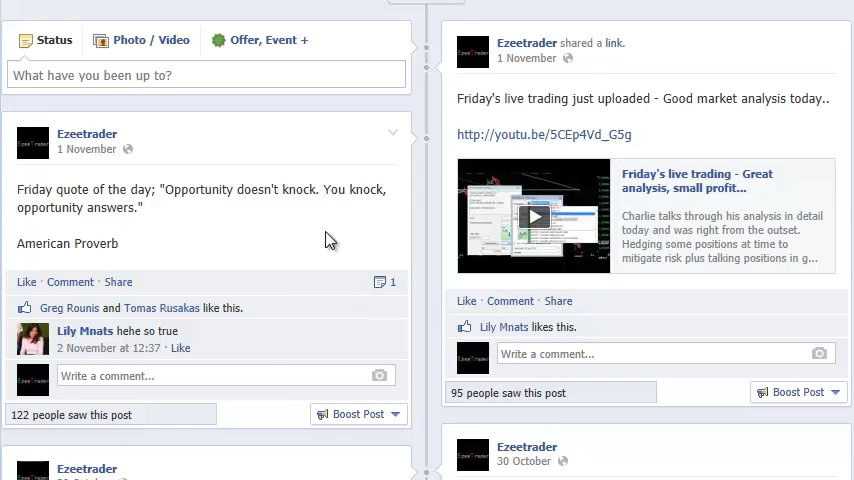 Status
Photo / Video
Offer, Event +
What have you been up to?
Ezeetrader
1 November
Friday quote of the day; "Opportunity doesn't knock. You knock,
opportunity answers."
American Proverb
Like · Comment · Share
1
Greg Rounis and Tomas Rusakas like this.
Lily Mnats hehe so true
2 November at 12:37 · Like
Write a comment...
122 people saw this post
Boost Post
Ezeetrader
Ezeetrader shared a link.
1 November
Friday's live trading just uploaded - Good market analysis today..
http://youtu.be/5CEp4Vd_G5g
Friday's live trading - Great
analysis, small profit...
Charlie talks through his analysis in detail
today and was right from the outset.
Hedging some positions at time to
mitigate risk plus talking positions in g...
Like · Comment · Share
Lily Mnats likes this.
Write a comment...
95 people saw this post
Boost Post
Ezeetrader
30 October